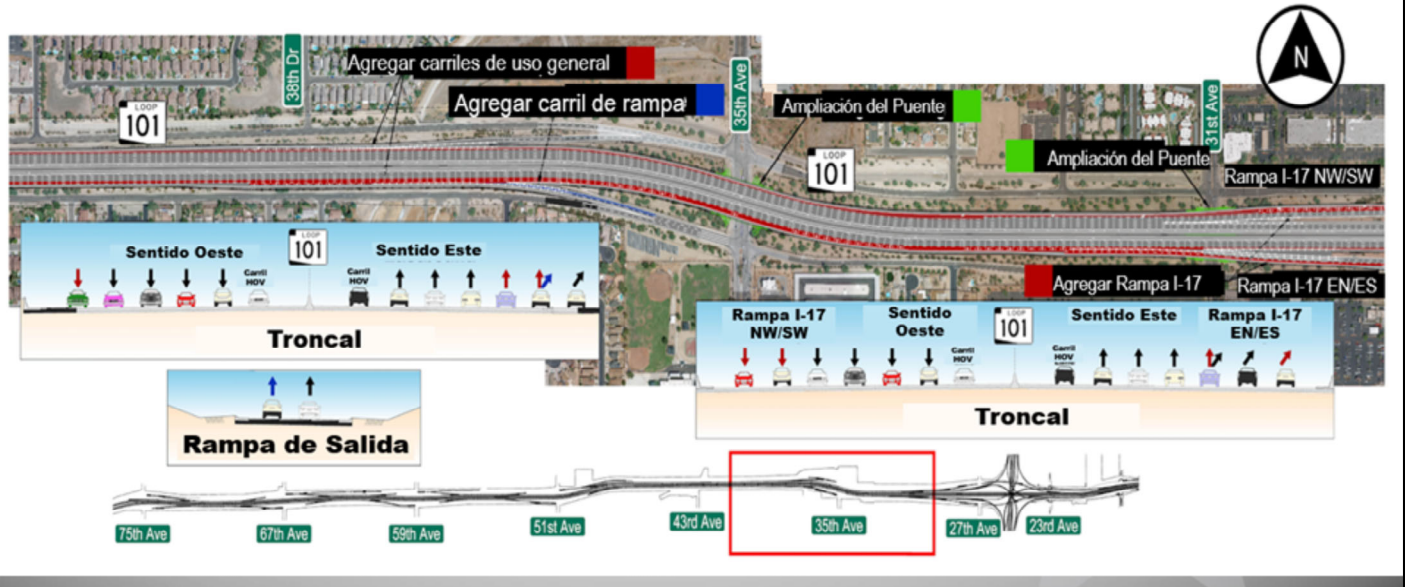 N
38th Dr
Agregar carriles de uso general
35th Ave
31st Ave
LOOP
101
Agregar carril de rampa
Ampliación del Puente
LOOP
101
Ampliación del Puente
Rampa I-17 NW/SW
Sentido Oeste
LOOP
101
Sentido Este
Carril
HOV
Carril
HOV
Troncal
Agregar Rampa I-17
Rampa I-17 EN/ES
Rampa I-17
NW/SW
Sentido
Oeste
LOOP
101
Sentido Este
Rampa I-17
EN/ES
Carril
HOV
Carril
HOV
Troncal
Rampa de Salida
75th Ave
67th Ave
59th Ave
51st Ave
43rd Ave
35th Ave
27th Ave
23rd Ave